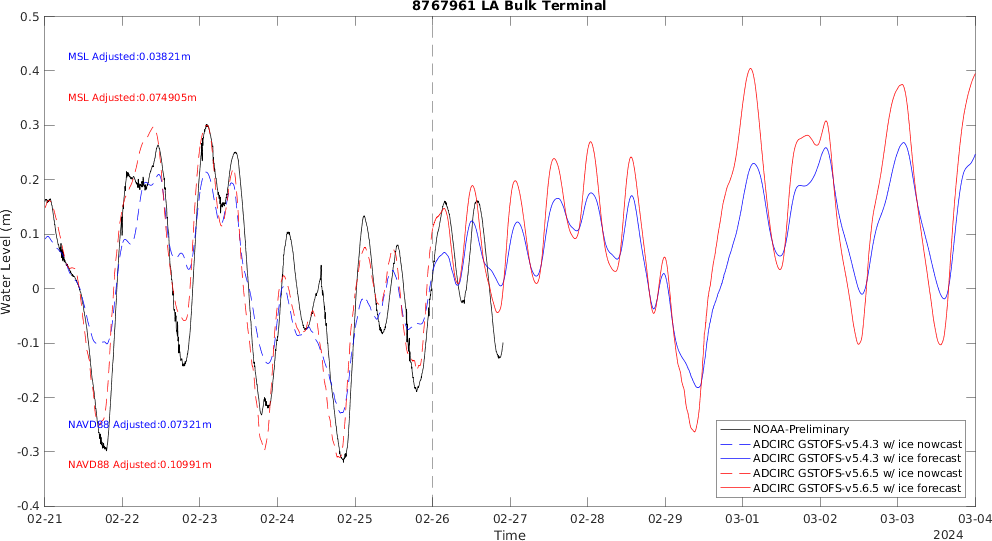 8767961 LA Bulk Terminal
0.5
0.4
0.3
0.2
0.1
0
-0.1
-0.2
-0.3
-0.4
Water Level (m)
MSL Adjusted:0.03821m
MSL Adjusted:0.074905m
NAVD88 Adjusted:0.07321m
NAVD88 Adjusted:0.10991m
NOAA-Preliminary
ADCIRC GSTOFS-v5.4.3 w/ ice nowcast
ADCIRC GSTOFS-v5.4.3 w/ ice forecast
ADCIRC GSTOFS-v5.6.5 w/ ice nowcast
ADCIRC GSTOFS-v5.6.5 w/ ice forecast
02-21 02-22 02-23 02-24 02-25 02-26 02-27 02-28 02-29 03-01 03-02 03-03 03-04
Time
2024